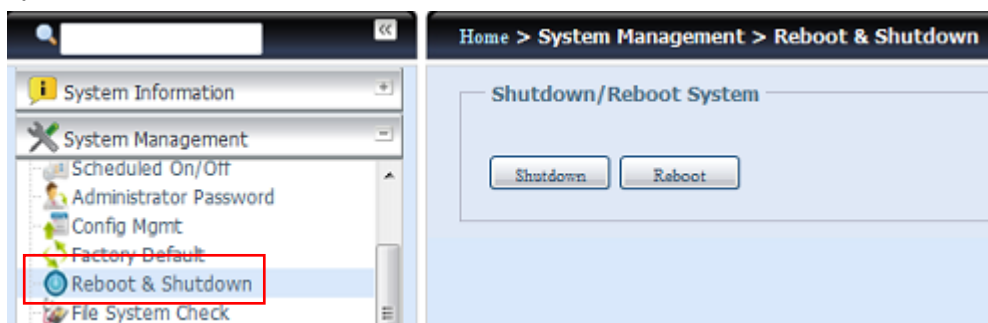 Home > System Management > Reboot & Shutdown
System Information
System Management
Scheduled On/Off
Administrator Password
Config Mgmt
Factory Default
Reboot & Shutdown
File System Check
Shutdown/Reboot System
Shutdown Reboot